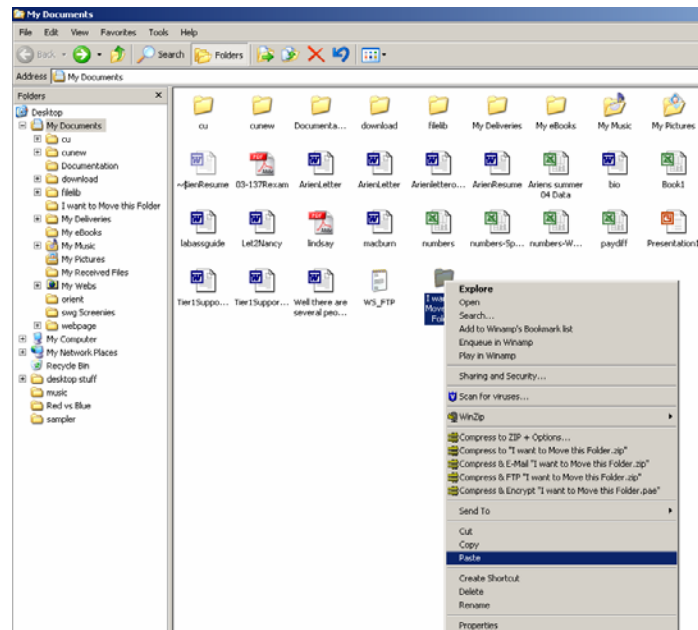 My Documents
File Edit View Favorites Tools Help
Back Search Folders
Address My Documents
Folders
Desktop
My Documents
cu
cunew
Documentation
download
filelib
I want to Move this Folder
My Deliveries
My eBooks
My Music
My Pictures
My Received Files
My Webs
orient
swg Screenies
webpage
My Computer
My Network Places
Recycle Bin
desktop stuff
music
Red vs Blue
sampler
cu cunew Documenta... download filelib My Deliveries My eBooks My Music My Pictures
03-137Rexam ArienLetter ArienLetter Arienlettero... ArienResume Ariens summer bio Book1
04 Data
labassguide Let2Nancy lindsay macburn numbers numbers-Sp... numbers-W... paydiff Presentation1
Tier1Suppo... Tier1Suppor... Well there are WS_FTP
several peo...
Explore
Open
Search...
Add to Winamp's Bookmark list
Enqueue in Winamp
Play in Winamp
Sharing and Security...
Scan for viruses...
WinZip
Compress to ZIP + Options...
Compress to "I want to Move this Folder.zip"
Compress & E-Mail "I want to Move this Folder.zip"
Compress & FTP "I want to Move this Folder.zip"
Compress & Encrypt "I want to Move this Folder.pae"
Send To
Cut
Copy
Paste
Create Shortcut
Delete
Rename
Properties